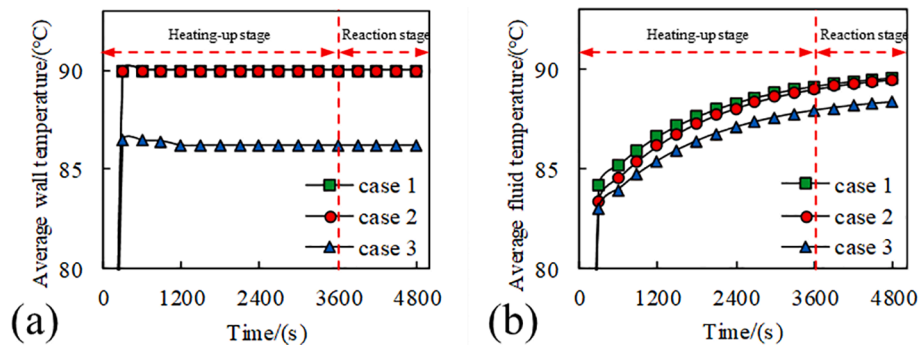 (a)
Average wall temperature/(°C)
90
85
80
Heating-up stage
Reaction stage
case 1
case 2
case 3
0 1200 2400 3600 4800
Time/(s)
(b)
Average fluid temperature/(°C)
90
85
80
Heating-up stage
Reaction stage
case 1
case 2
case 3
0 1200 2400 3600 4800
Time/(s)